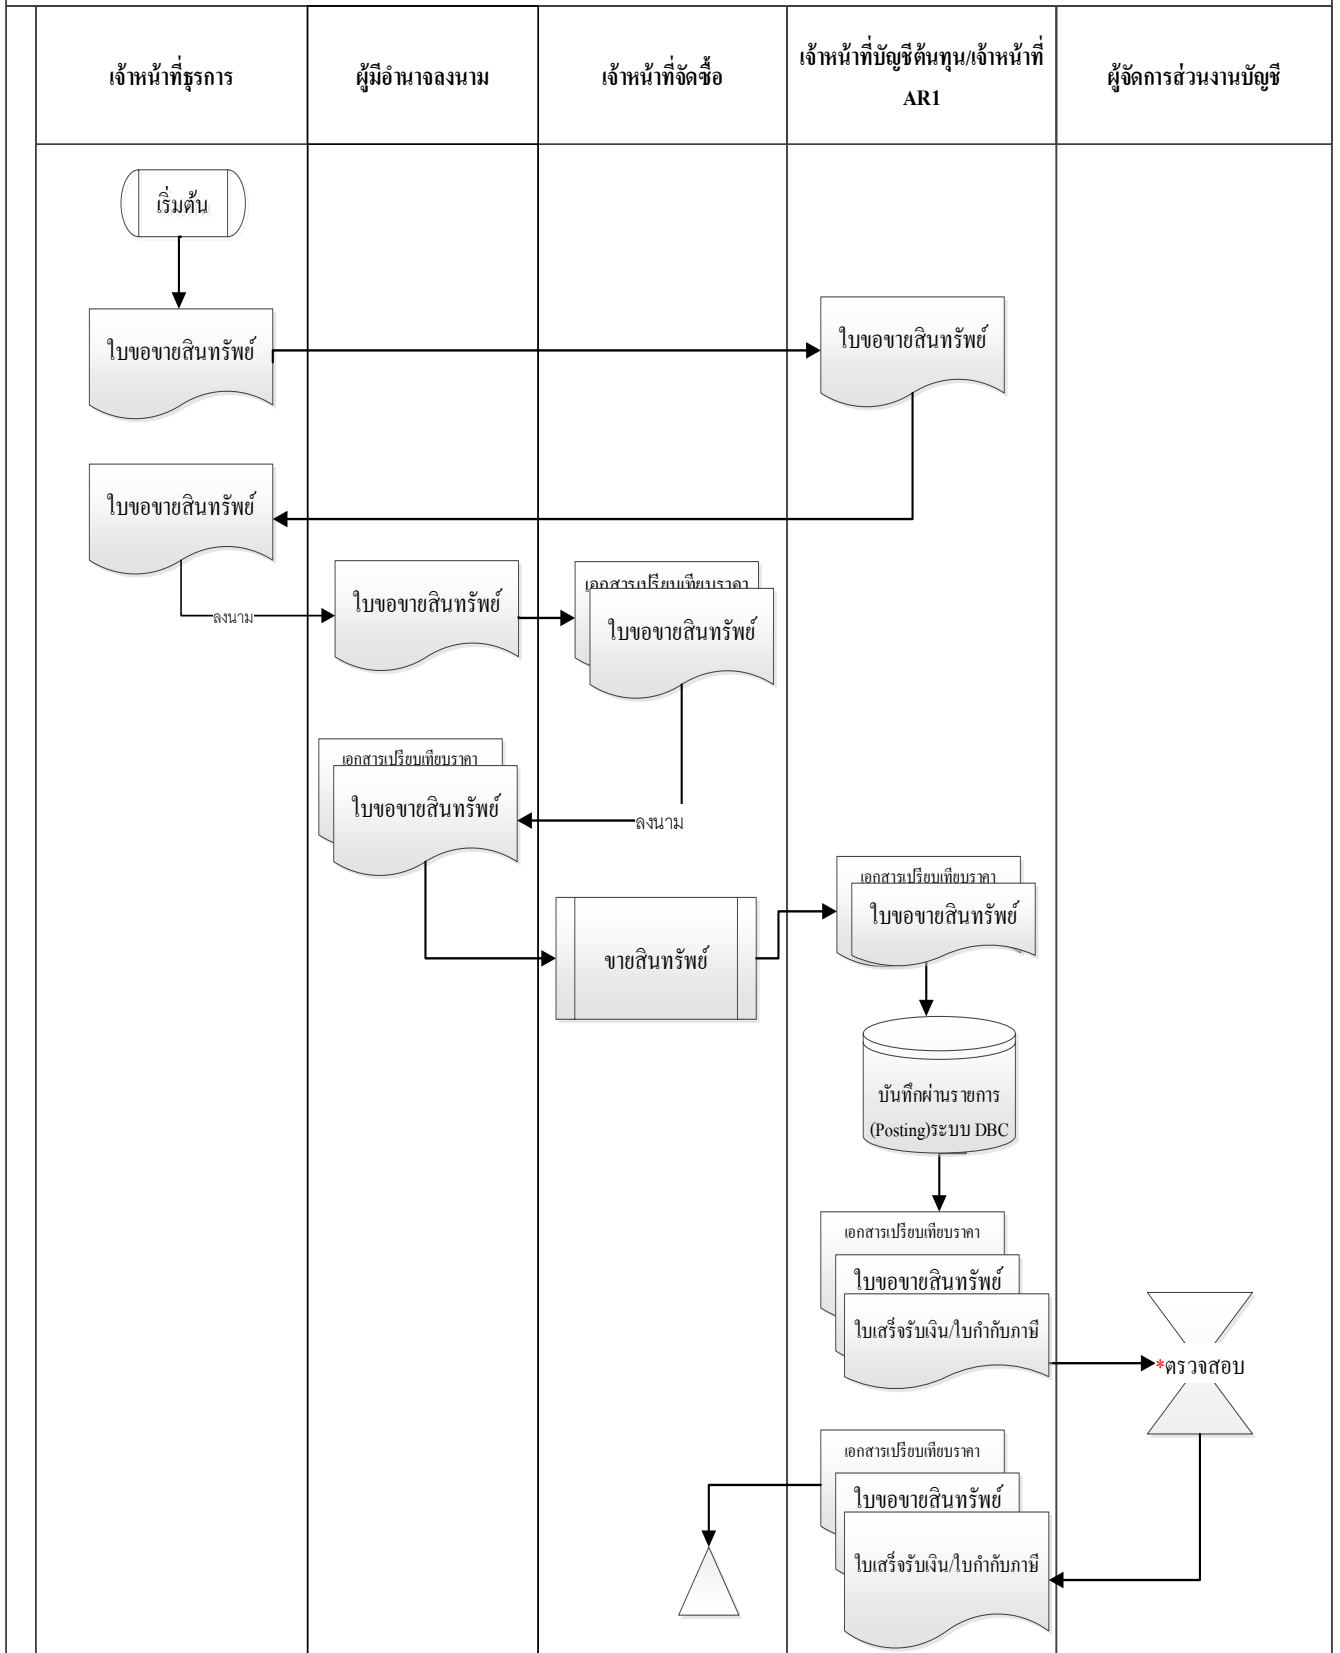 เจ้าหน้าที่ธุรการ
ผู้มีอำนาจลงนาม
เจ้าหน้าที่จัดซื้อ
เจ้าหน้าที่บัญชีต้นทุน/เจ้าหน้าที่
AR1
ผู้จัดการส่วนงานบัญชี
เริ่มต้น
ใบขอขายสินทรัพย์
ใบขอขายสินทรัพย์
ใบขอขายสินทรัพย์
ลงนาม
ใบขอขายสินทรัพย์
เอกสารเปรียบเทียบราคา
ใบขอขายสินทรัพย์
เอกสารเปรียบเทียบราคา
ใบขอขายสินทรัพย์
ลงนาม
ขายสินทรัพย์
เอกสารเปรียบเทียบราคา
ใบขอขายสินทรัพย์
บันทึกผ่านรายการ
(Posting)ระบบ DBC
เอกสารเปรียบเทียบราคา
ใบขอขายสินทรัพย์
ใบเสร็จรับเงิน/ใบกำกับภาษี
*ตรวจสอบ
เอกสารเปรียบเทียบราคา
ใบขอขายสินทรัพย์
ใบเสร็จรับเงิน/ใบกำกับภาษี